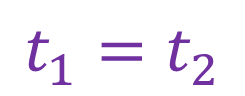 t₁ = t₂